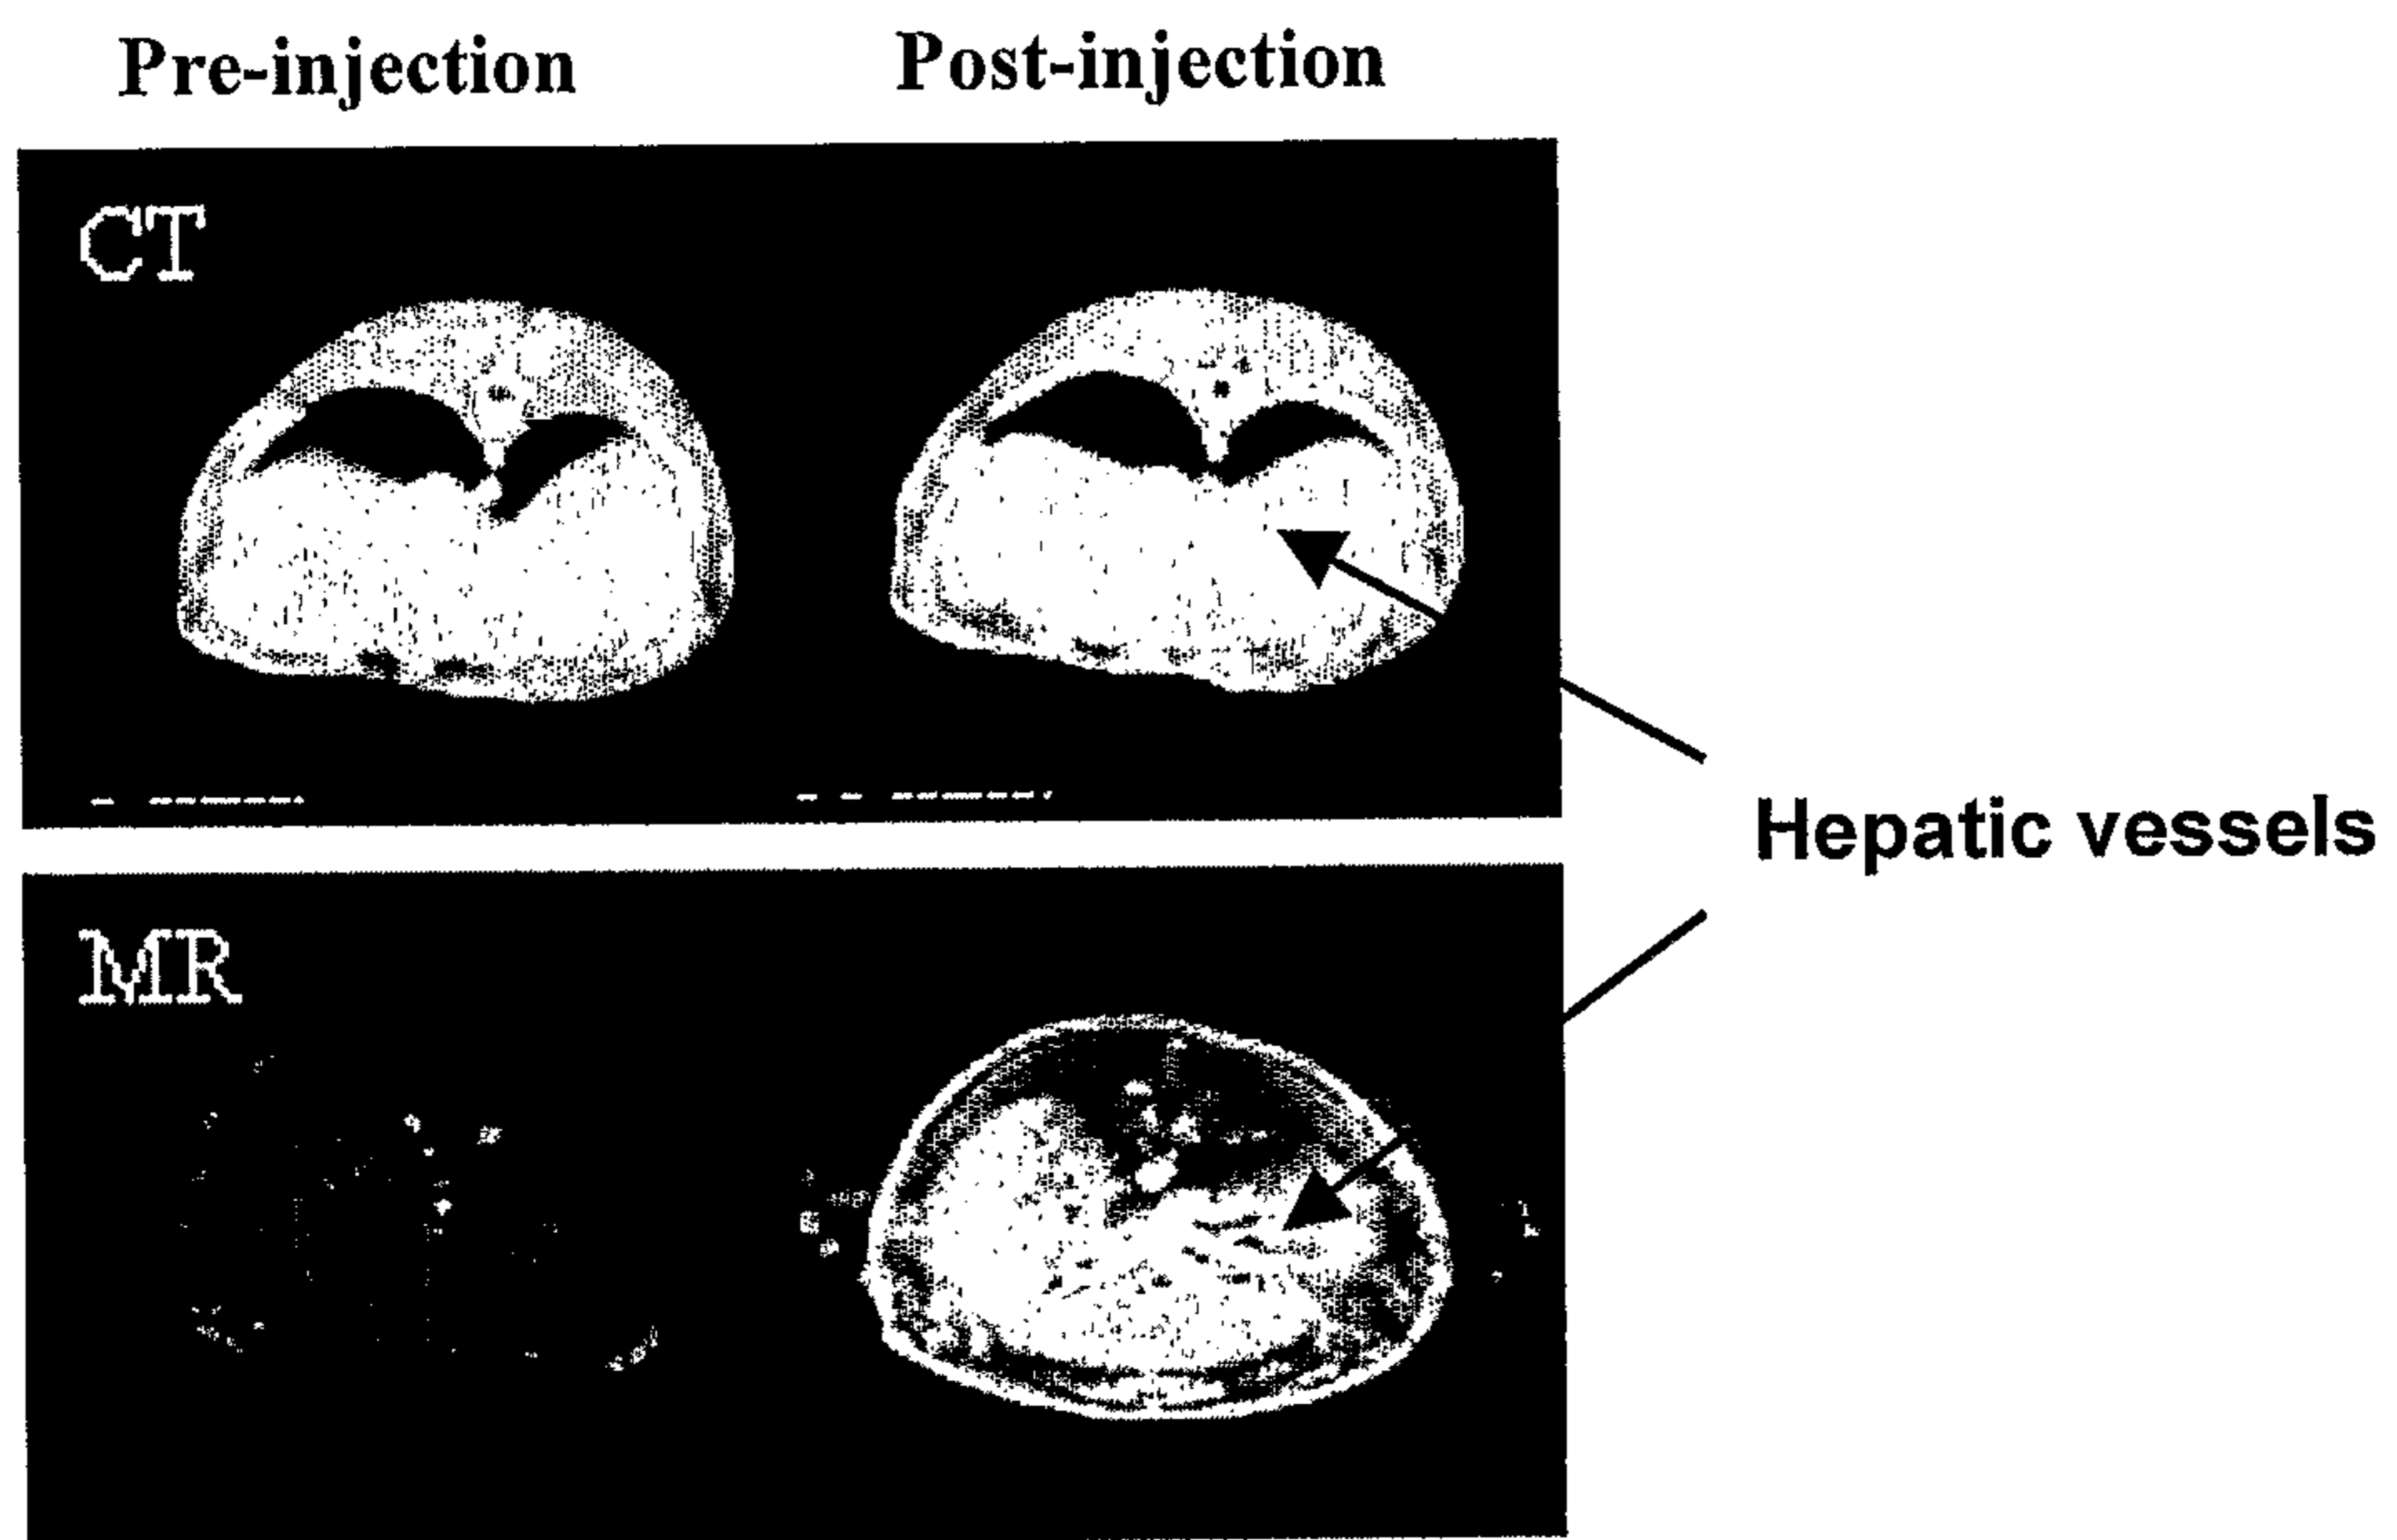 Pre-injection
Post-injection
CT
Hepatic vessels
MR